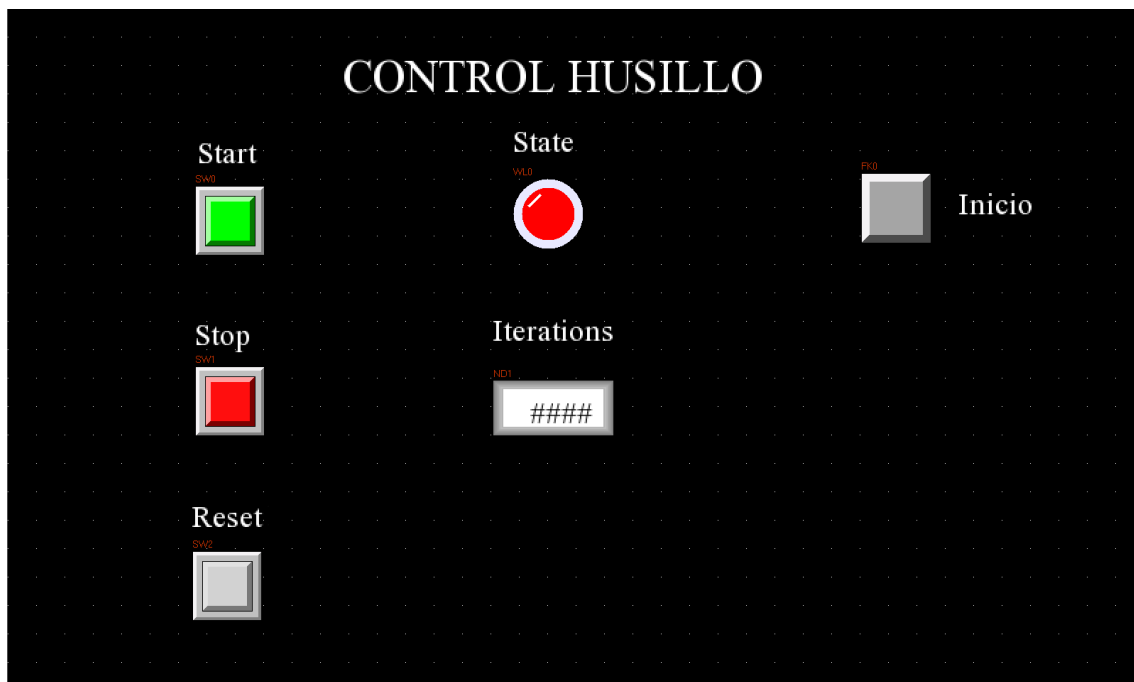 CONTROL HUSILLO
Start
SW0
State
WL0
FK0
Inicio
Stop
SW1
Iterations
ND1
####
Reset
SW2